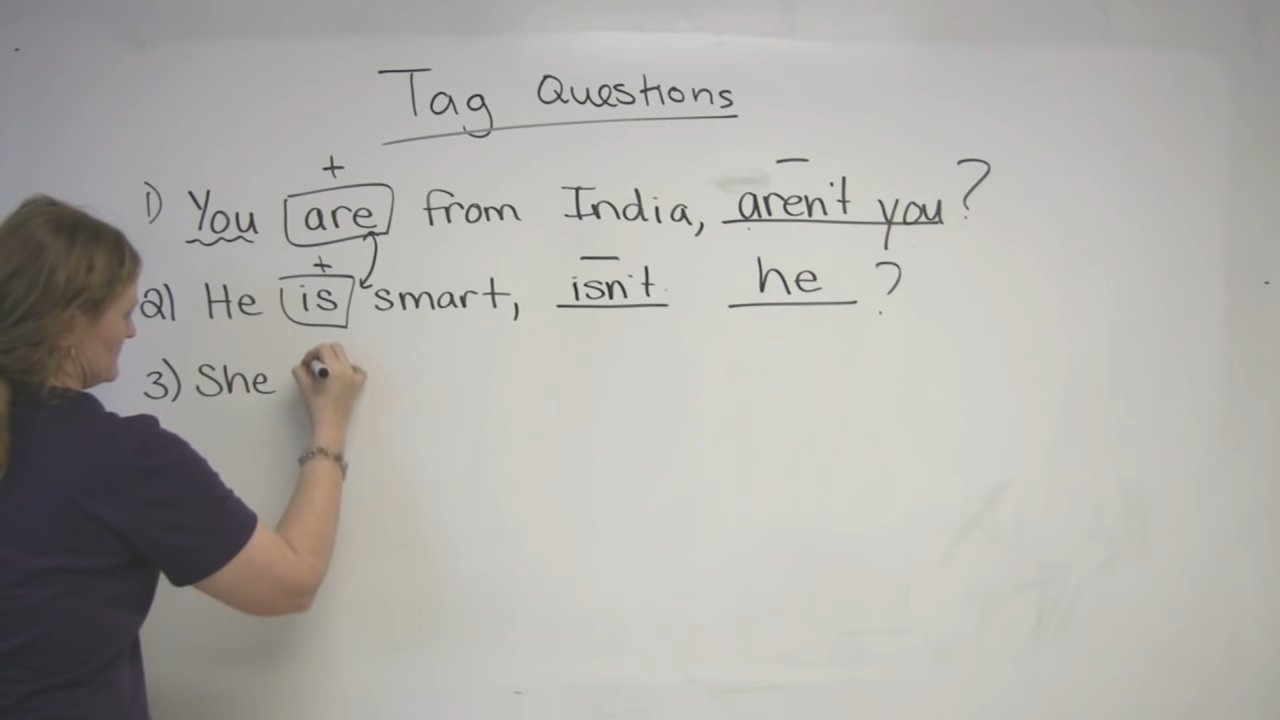 Tag Questions
+ −
1) You are from India, aren't you?
+ −
2) He is smart, isn't he ?
3) She